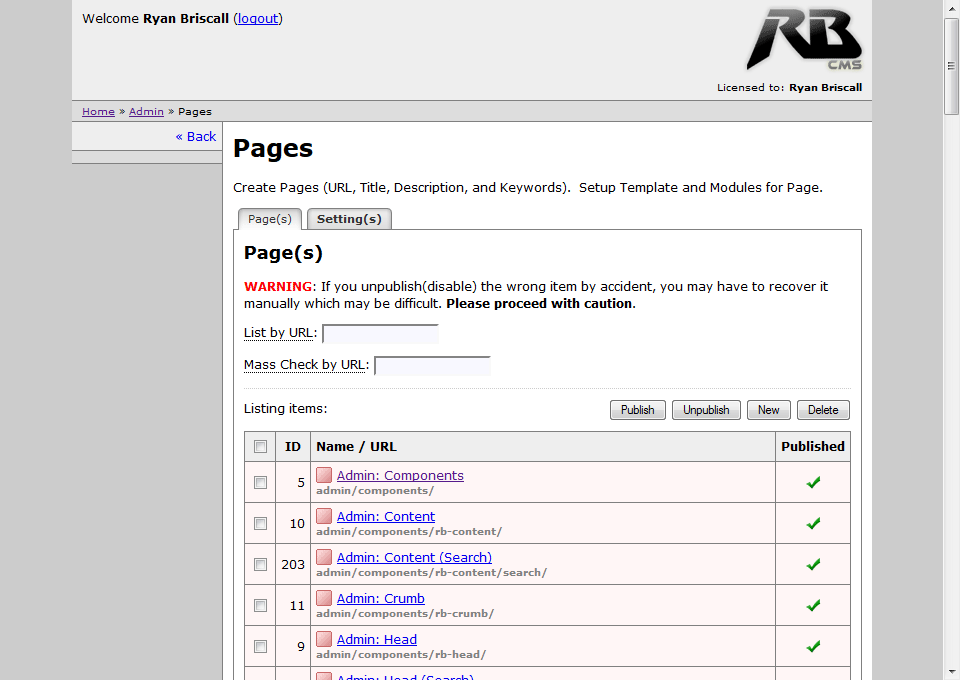 Welcome Ryan Briscall (logout)
RB
CMS
Licensed to: Ryan Briscall
Home » Admin » Pages
« Back
Pages
Create Pages (URL, Title, Description, and Keywords).  Setup Template and Modules for Page.
Page(s) Setting(s)
Page(s)
WARNING: If you unpublish(disable) the wrong item by accident, you may have to recover it
manually which may be difficult. Please proceed with caution.
List by URL:
Mass Check by URL:
Listing items: Publish Unpublish New Delete
ID Name / URL Published
5 Admin: Components
admin/components/
10 Admin: Content
admin/components/rb-content/
203 Admin: Content (Search)
admin/components/rb-content/search/
11 Admin: Crumb
admin/components/rb-crumb/
9 Admin: Head
admin/components/rb-head/
Admin: Head (Search)